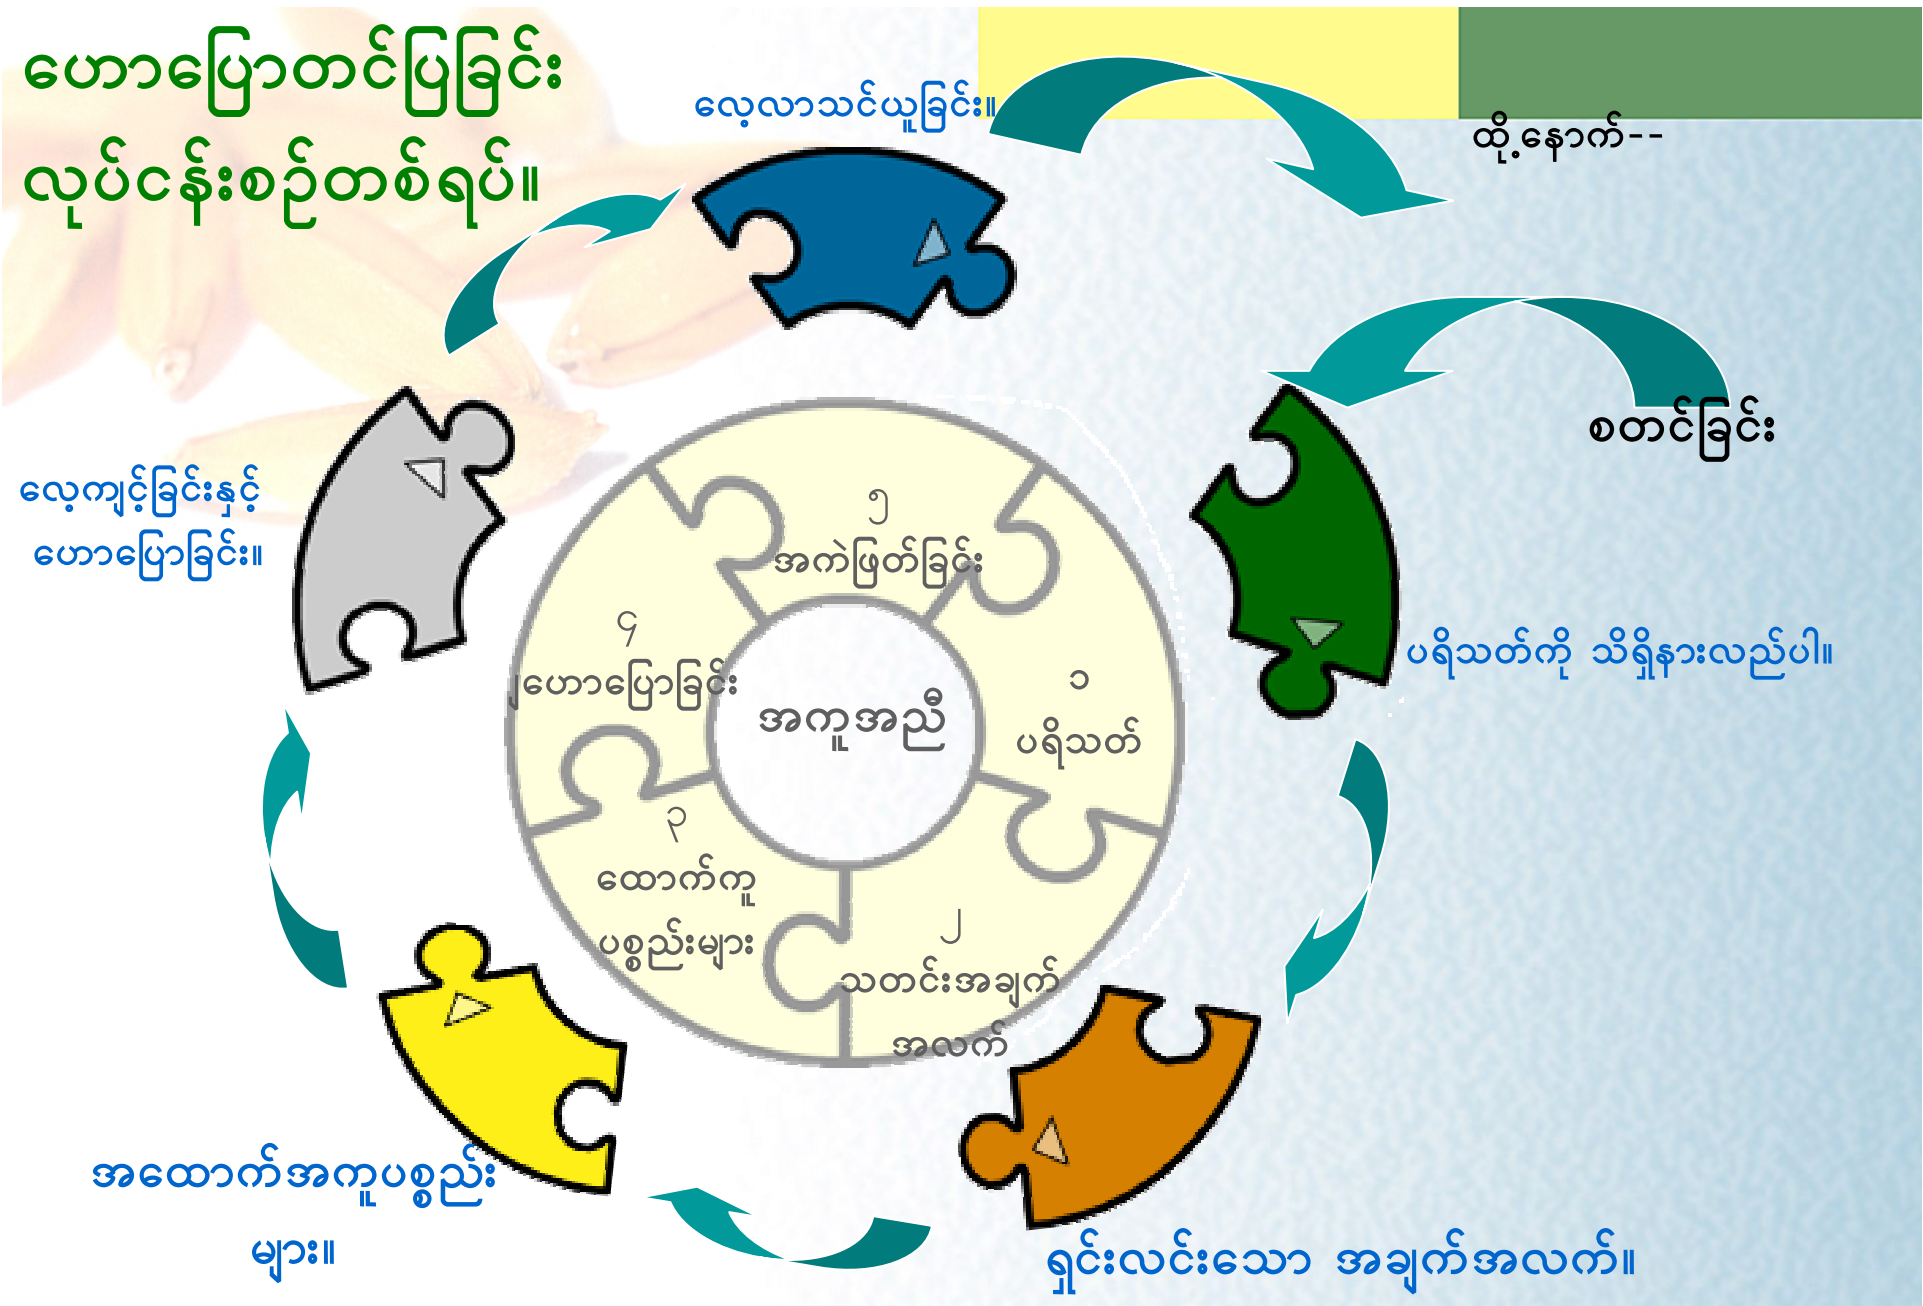 ဟောပြောတင်ပြခြင်း
လုပ်ငန်းစဉ်တစ်ရပ်။
လေ့လာသင်ယူခြင်း။
ထို့နောက်--
စတင်ခြင်း
လေ့ကျင့်ခြင်းနှင့်
ဟောပြောခြင်း။
၅
အကဲဖြတ်ခြင်း
၄
ဟောပြောခြင်း
အကူအညီ
၁
ပရိသတ်
ပရိသတ်ကို သိရှိနားလည်ပါ။
၃
ထောက်ကူ
ပစ္စည်းများ
၂
သတင်းအချက်
အလက်
အထောက်အကူပစ္စည်း
များ။
ရှင်းလင်းသော အချက်အလက်။